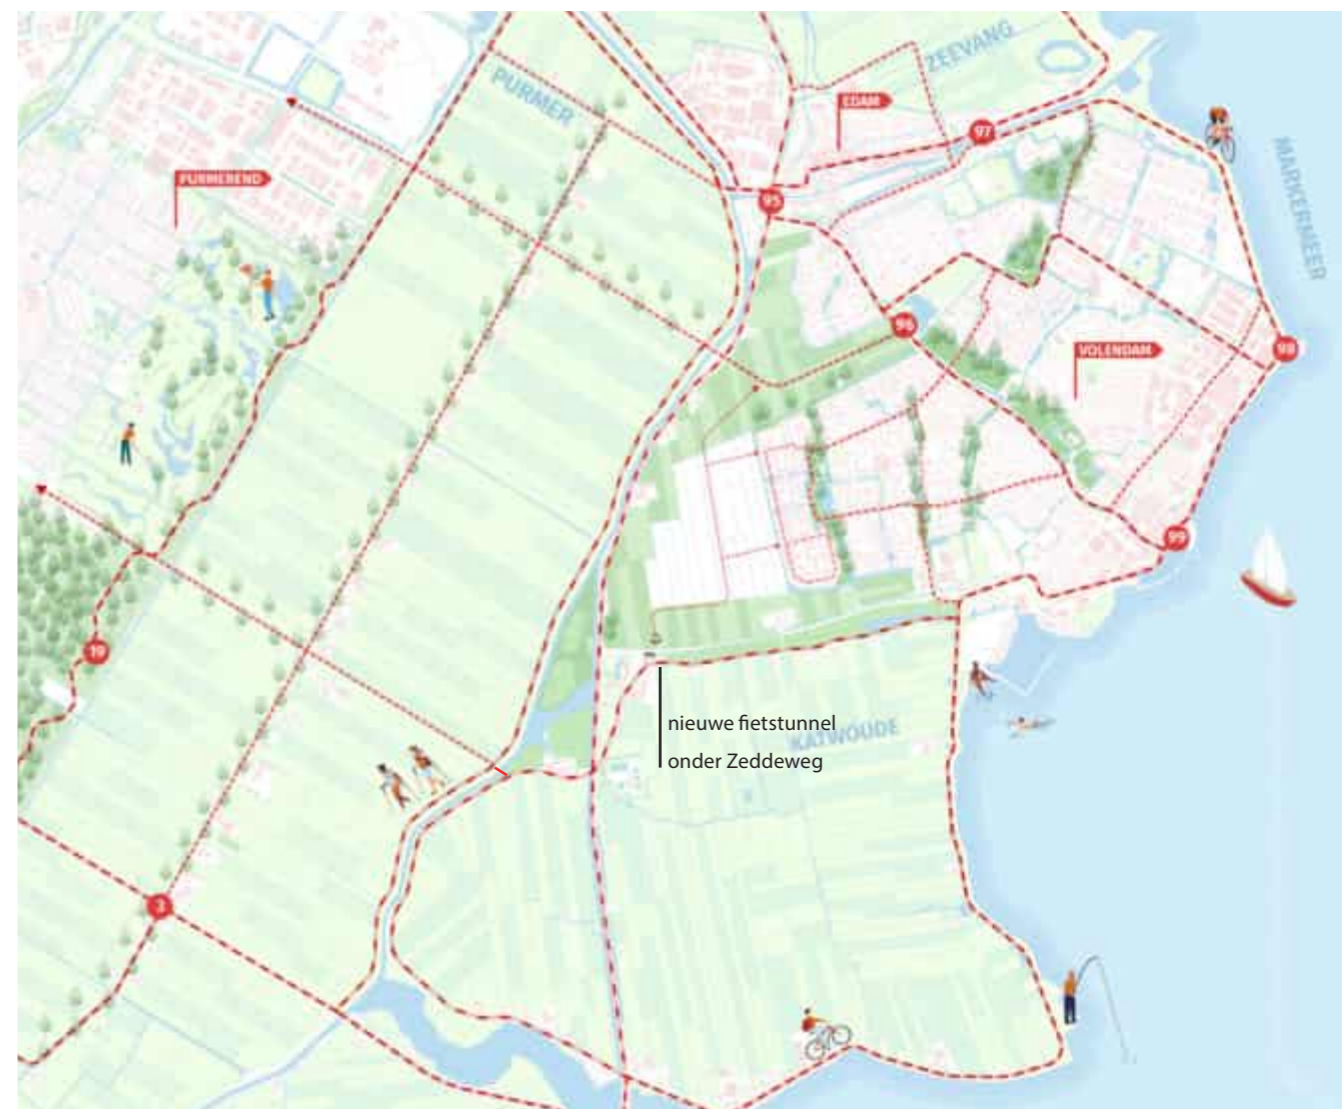 ZEEVANG
PURMER
EDAM
97
MARKERMEER
PURMEREND
95
96
98
VOLENDAM
99
19
nieuwe fietstunnel
KATWOUDE
onder Zeddeweg
3